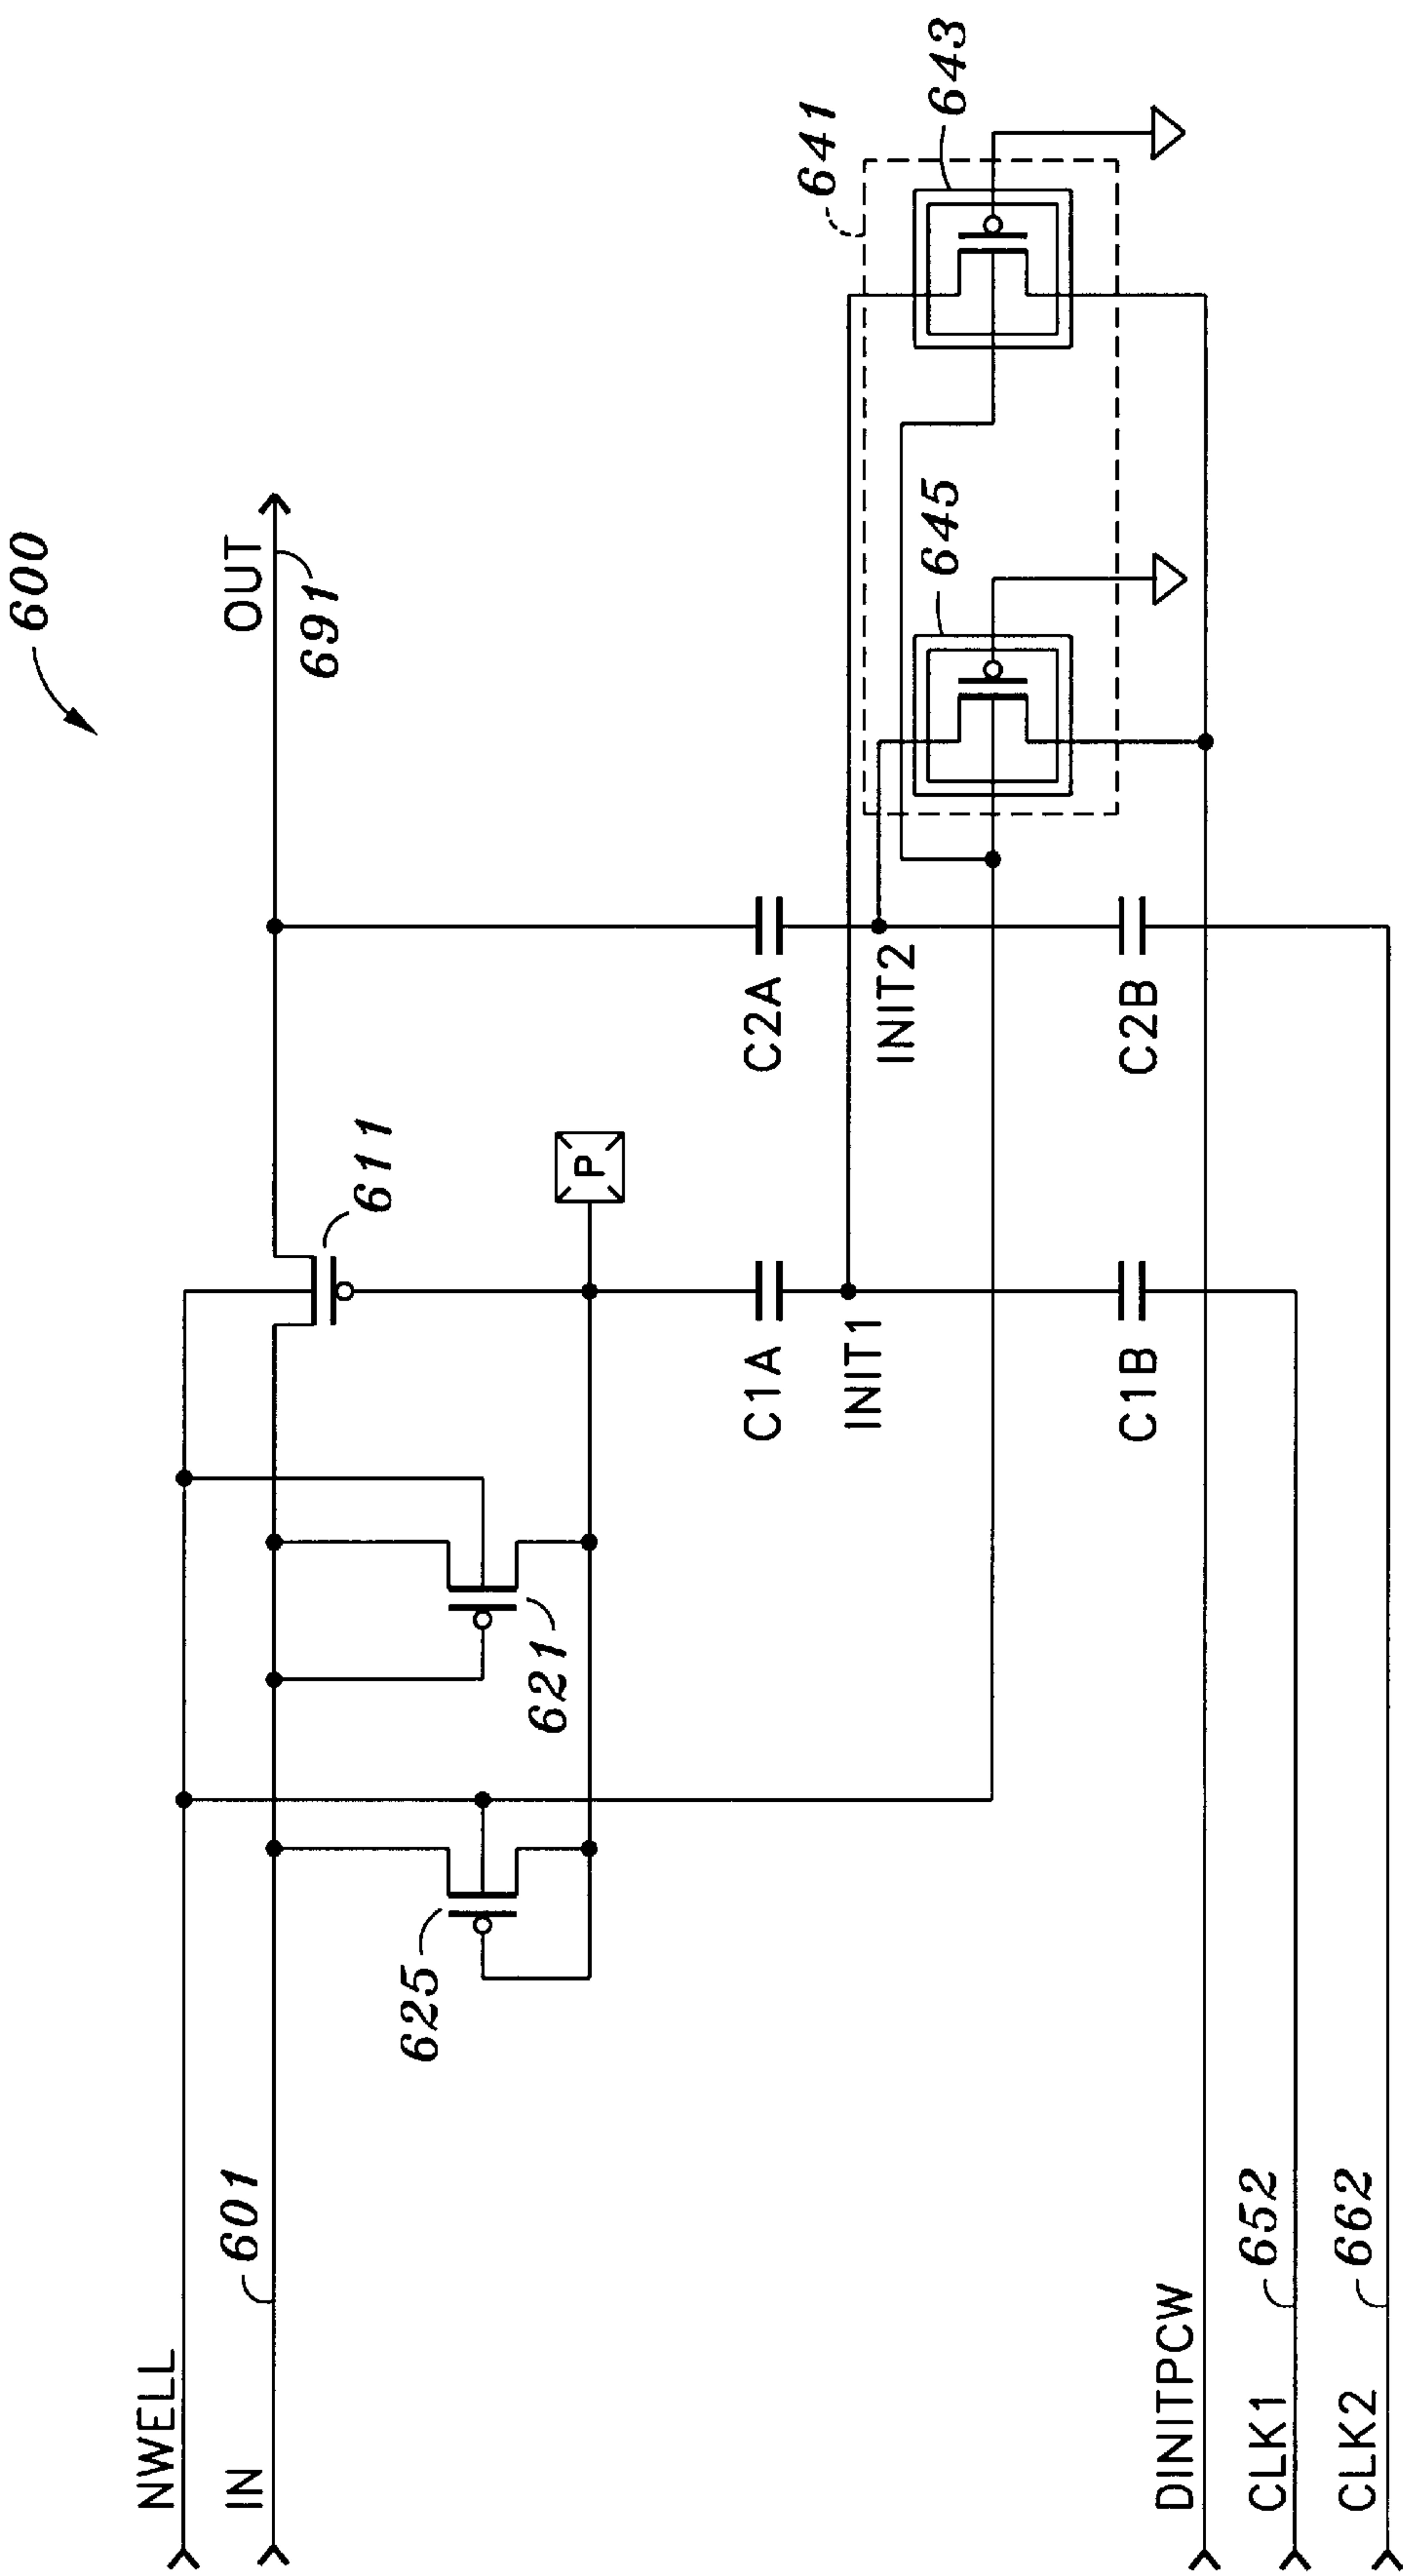 600
NWELL
IN
601
625
621
611
OUT
691
P
C1A
INIT1
C1B
C2A
INIT2
C2B
645
641
643
DINITPCW
CLK1
652
CLK2
662